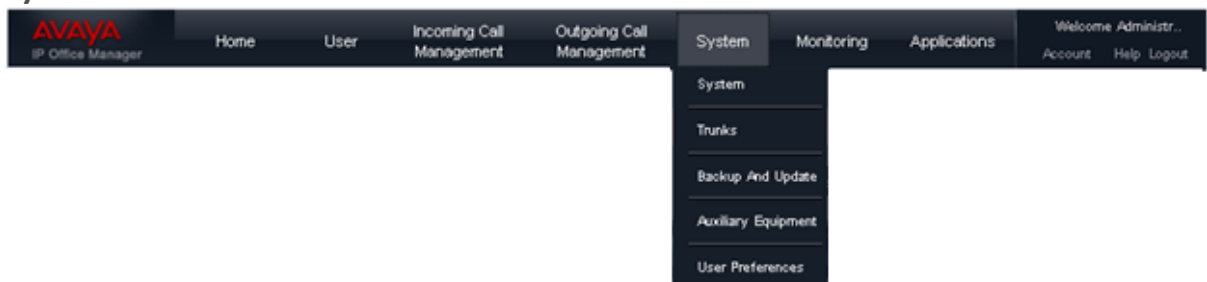 AVAYA
IP Office Manager
Home
User
Incoming Call
Management
Outgoing Call
Management
System
Monitoring
Applications
Welcome Administr..
Account Help Logout
System
Trunks
Backup And Update
Auxiliary Equipment
User Preferences